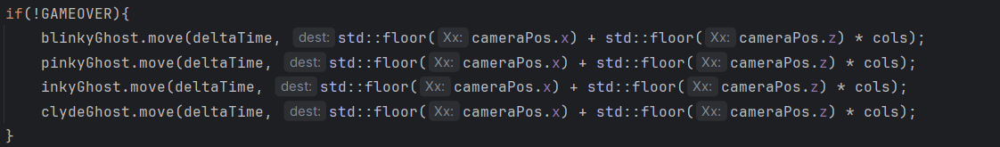 if(!GAMEOVER){
    blinkyGhost.move(deltaTime, dest: std::floor( Xx: cameraPos.x) + std::floor( Xx: cameraPos.z) * cols);
    pinkyGhost.move(deltaTime, dest: std::floor( Xx: cameraPos.x) + std::floor( Xx: cameraPos.z) * cols);
    inkyGhost.move(deltaTime, dest: std::floor( Xx: cameraPos.x) + std::floor( Xx: cameraPos.z) * cols);
    clydeGhost.move(deltaTime, dest: std::floor( Xx: cameraPos.x) + std::floor( Xx: cameraPos.z) * cols);
}